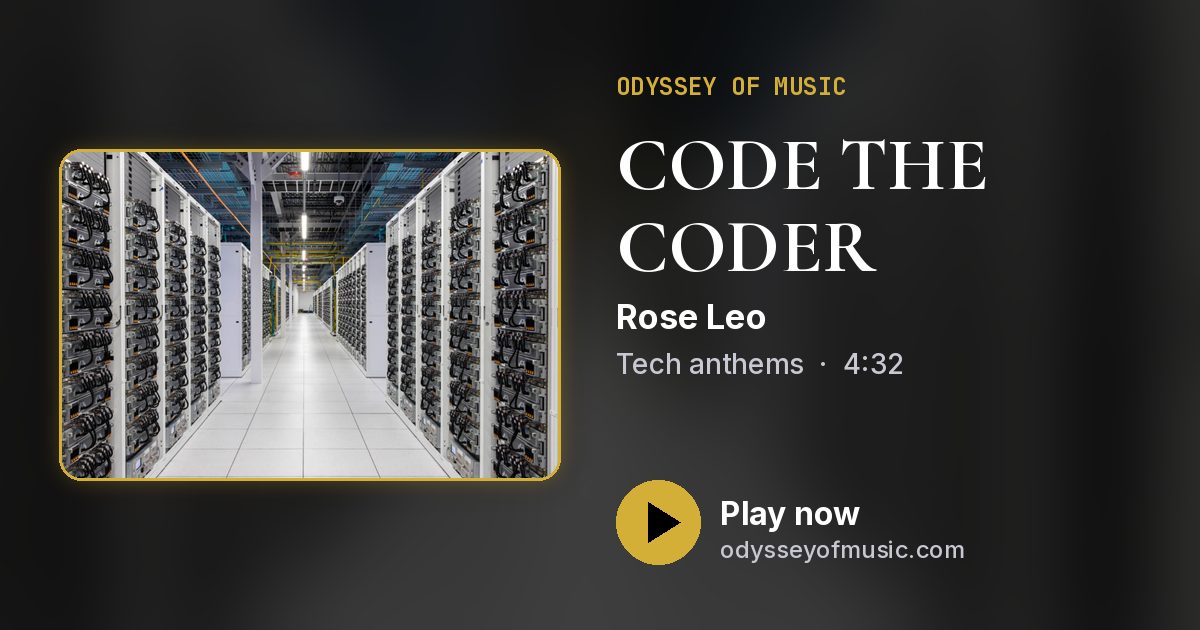 ODYSSEY OF MUSIC
CODE THE
CODER
Rose Leo
Tech anthems · 4:32
Play now
odysseyofmusic.com